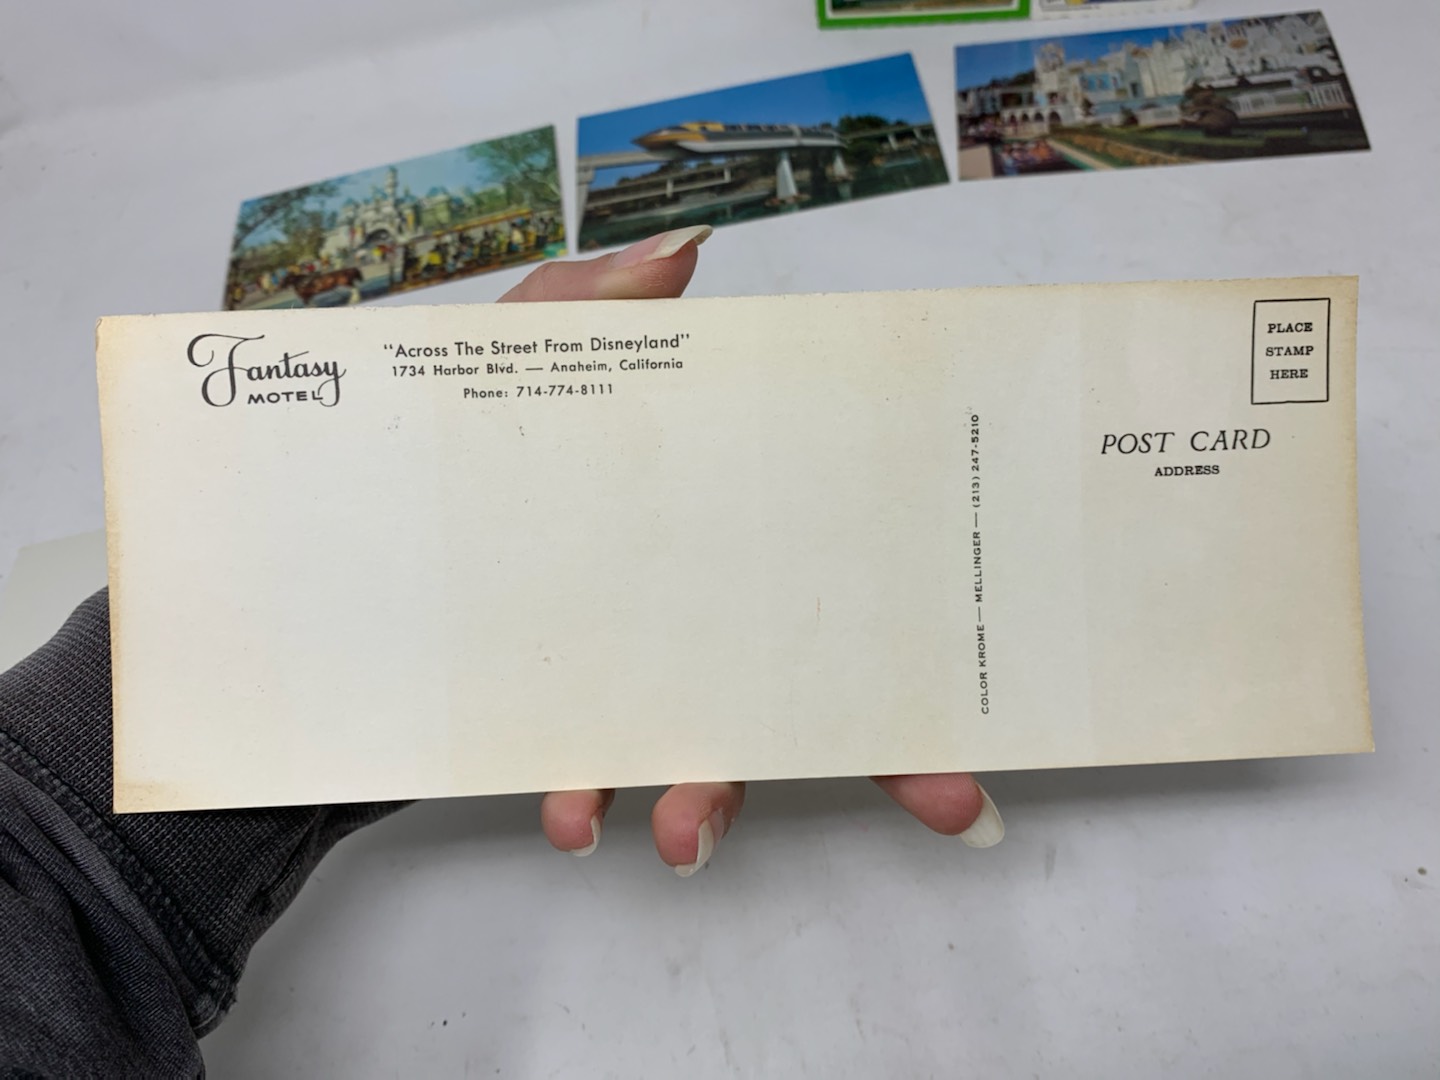 Fantasy
MOTEL
"Across The Street From Disneyland"
1734 Harbor Blvd. — Anaheim, California
Phone: 714-774-8111
PLACE
STAMP
HERE
POST CARD
ADDRESS
COLOR KROME — MELLINGER — (213) 247-5210